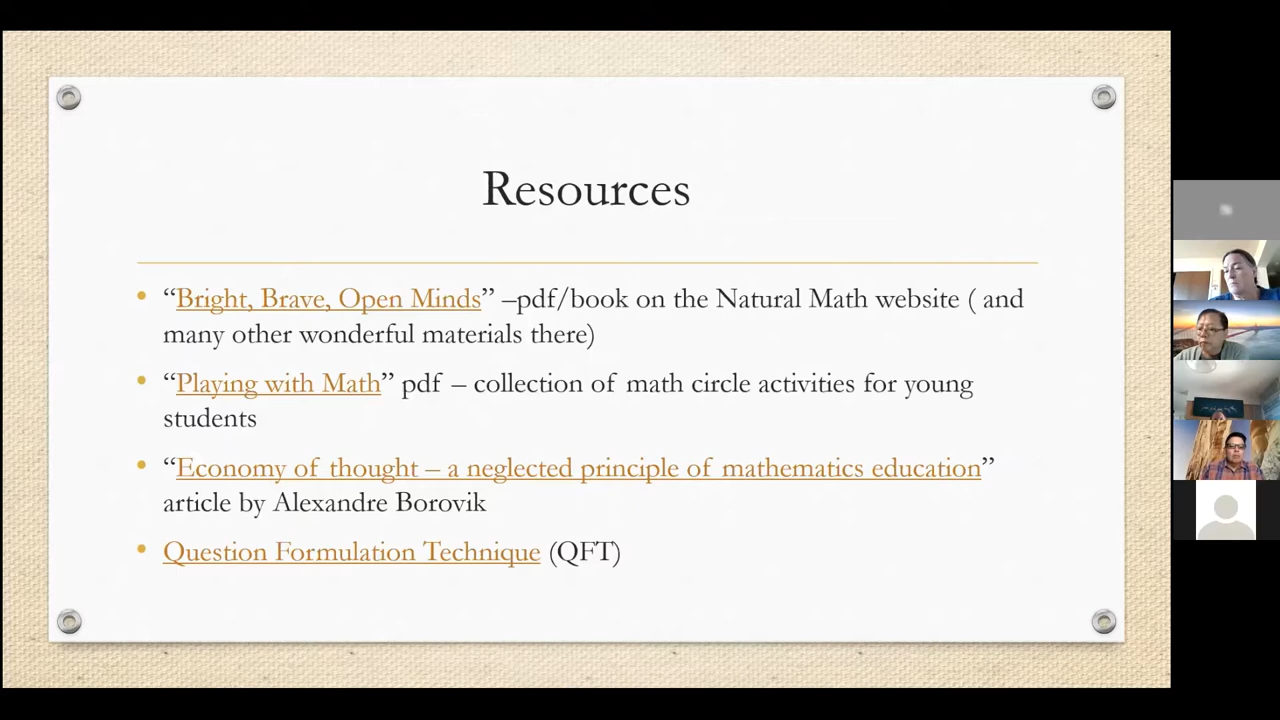 Resources
“Bright, Brave, Open Minds” –pdf/book on the Natural Math website ( and
many other wonderful materials there)
“Playing with Math” pdf – collection of math circle activities for young
students
“Economy of thought – a neglected principle of mathematics education”
article by Alexandre Borovik
Question Formulation Technique (QFT)